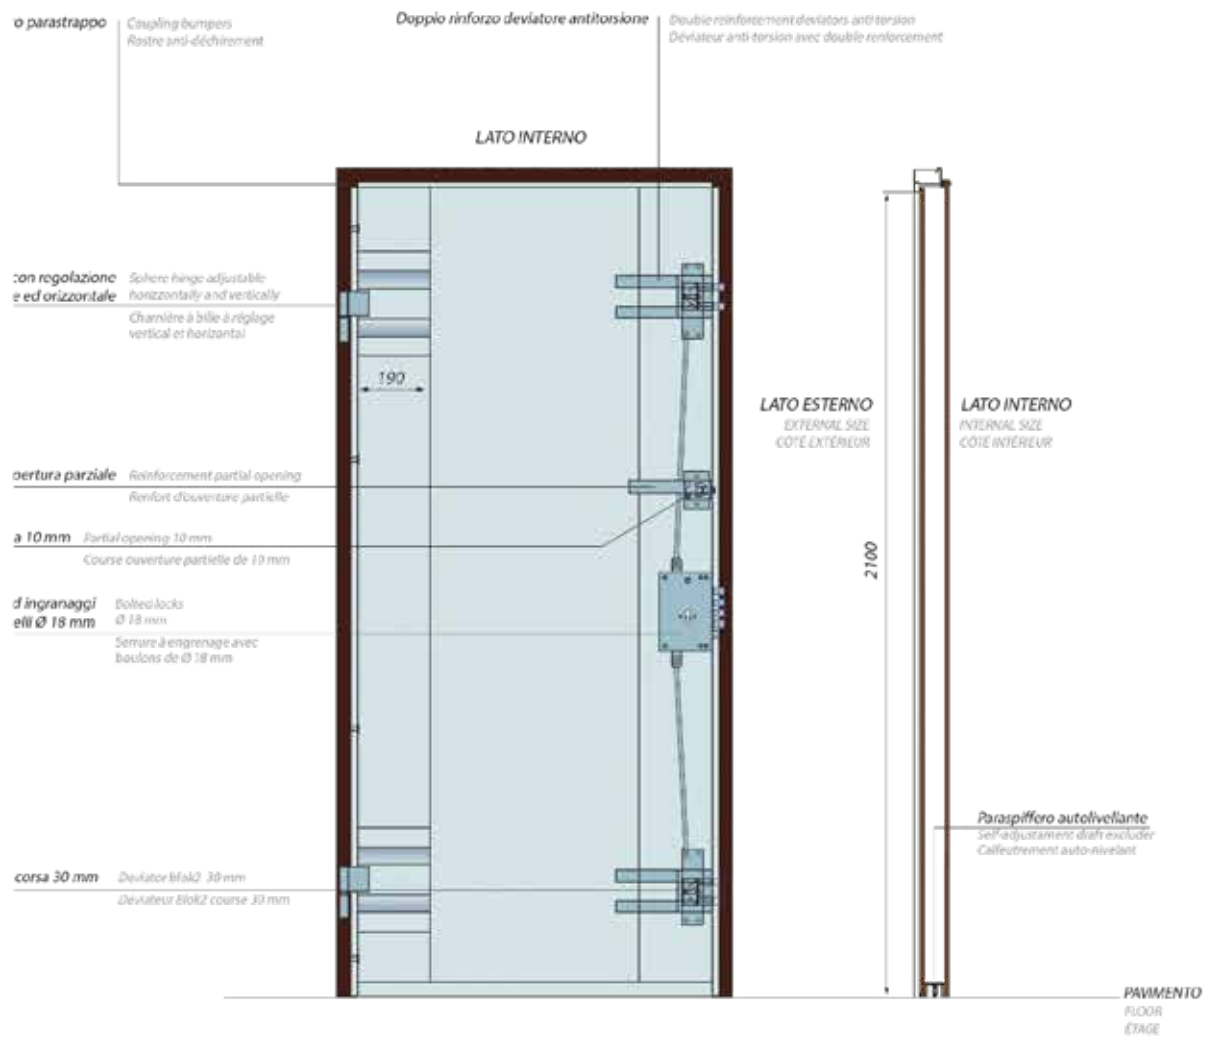 o parastrappo
Coupling bumpers
Rostre anti-déchirement
Doppio rinforzo deviatore antitorsione
Double reinforcement deviators anti torsion
Déviateur anti-torsion avec double renforcement
LATO INTERNO
con regolazione
e ed orizzontale
Sphere hinge adjustable
horizzontally and vertically
Charnière à bille à réglage
vertical et horizontal
190
LATO ESTERNO
EXTERNAL SIZE
CÔTÉ EXTÉRIEUR
LATO INTERNO
INTERNAL SIZE
CÔTÉ INTÉRIEUR
pertura parziale
Reinforcement partial opening
Renfort d'ouverture partielle
a 10 mm
Partial opening 10 mm
Course ouverture partielle de 10 mm
2100
d ingranaggi
elli Ø 18 mm
Bolted locks
Ø 18 mm
Serrure à engrenage avec
boulons de Ø 18 mm
Paraspiffero autolivellante
Self-adjustament draft excluder
Calfeutrement auto-nivelant
corsa 30 mm
Deviator blok2 30 mm
Déviateur Blok2 course 30 mm
PAVIMENTO
FLOOR
ÉTAGE